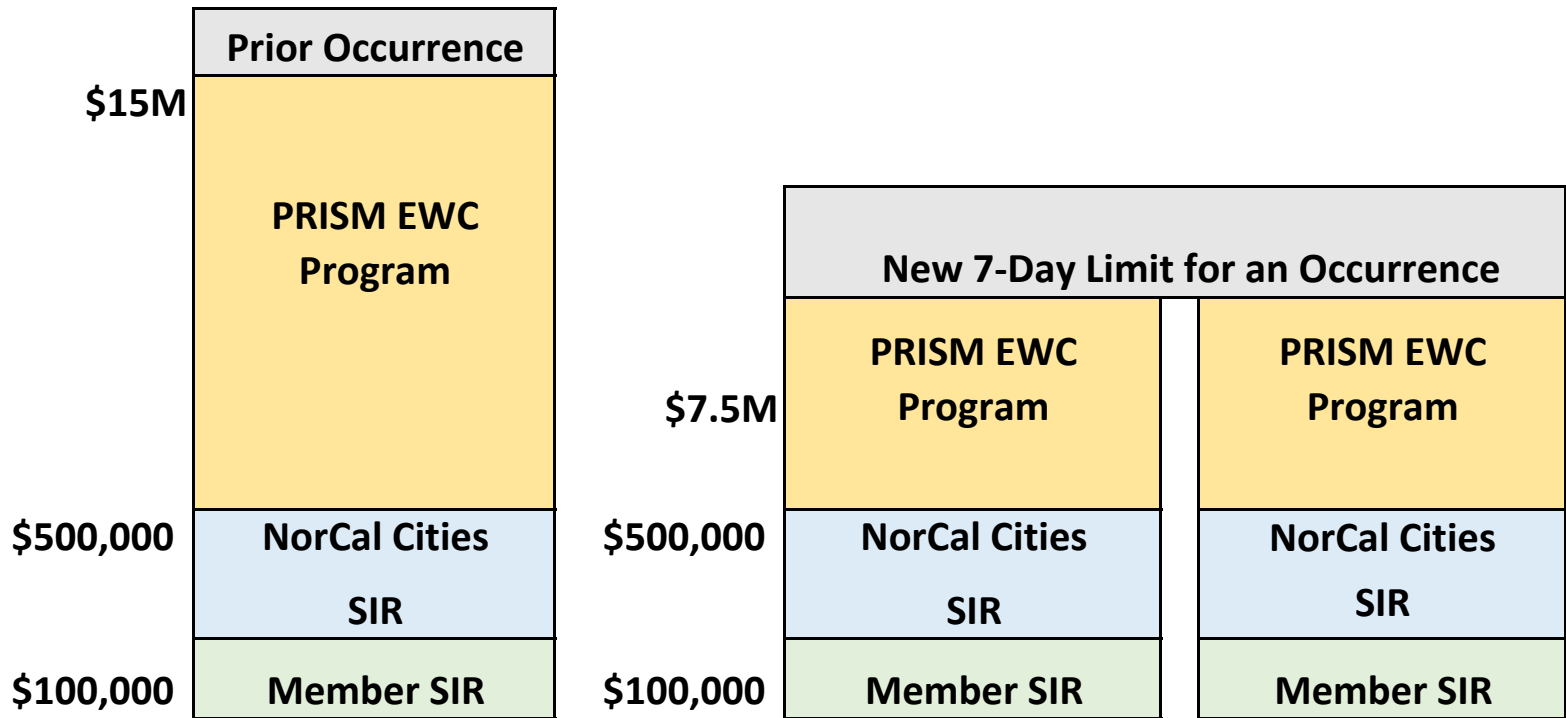 Prior Occurrence
$15M
PRISM EWC
Program
$500,000
NorCal Cities
SIR
$100,000
Member SIR
New 7-Day Limit for an Occurrence
$7.5M
PRISM EWC
Program
$500,000
NorCal Cities
SIR
$100,000
Member SIR
PRISM EWC
Program
NorCal Cities
SIR
Member SIR